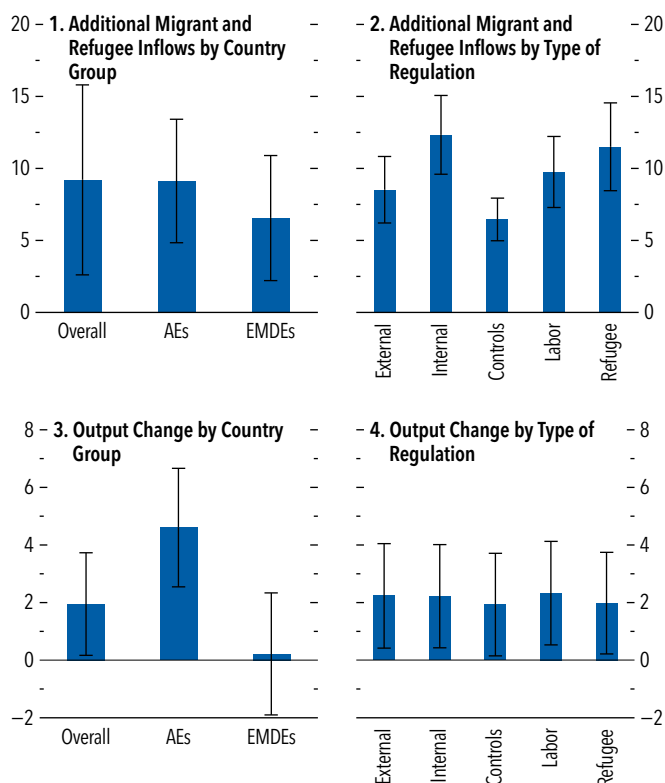 1. Additional Migrant and
Refugee Inflows by Country
Group
20
15
10
5
0
Overall
AEs
EMDEs
2. Additional Migrant and
Refugee Inflows by Type of
Regulation
20
15
10
5
0
External
Internal
Controls
Labor
Refugee
3. Output Change by Country
Group
8
6
4
2
0
−2
Overall
AEs
EMDEs
4. Output Change by Type of
Regulation
8
6
4
2
0
−2
External
Internal
Controls
Labor
Refugee